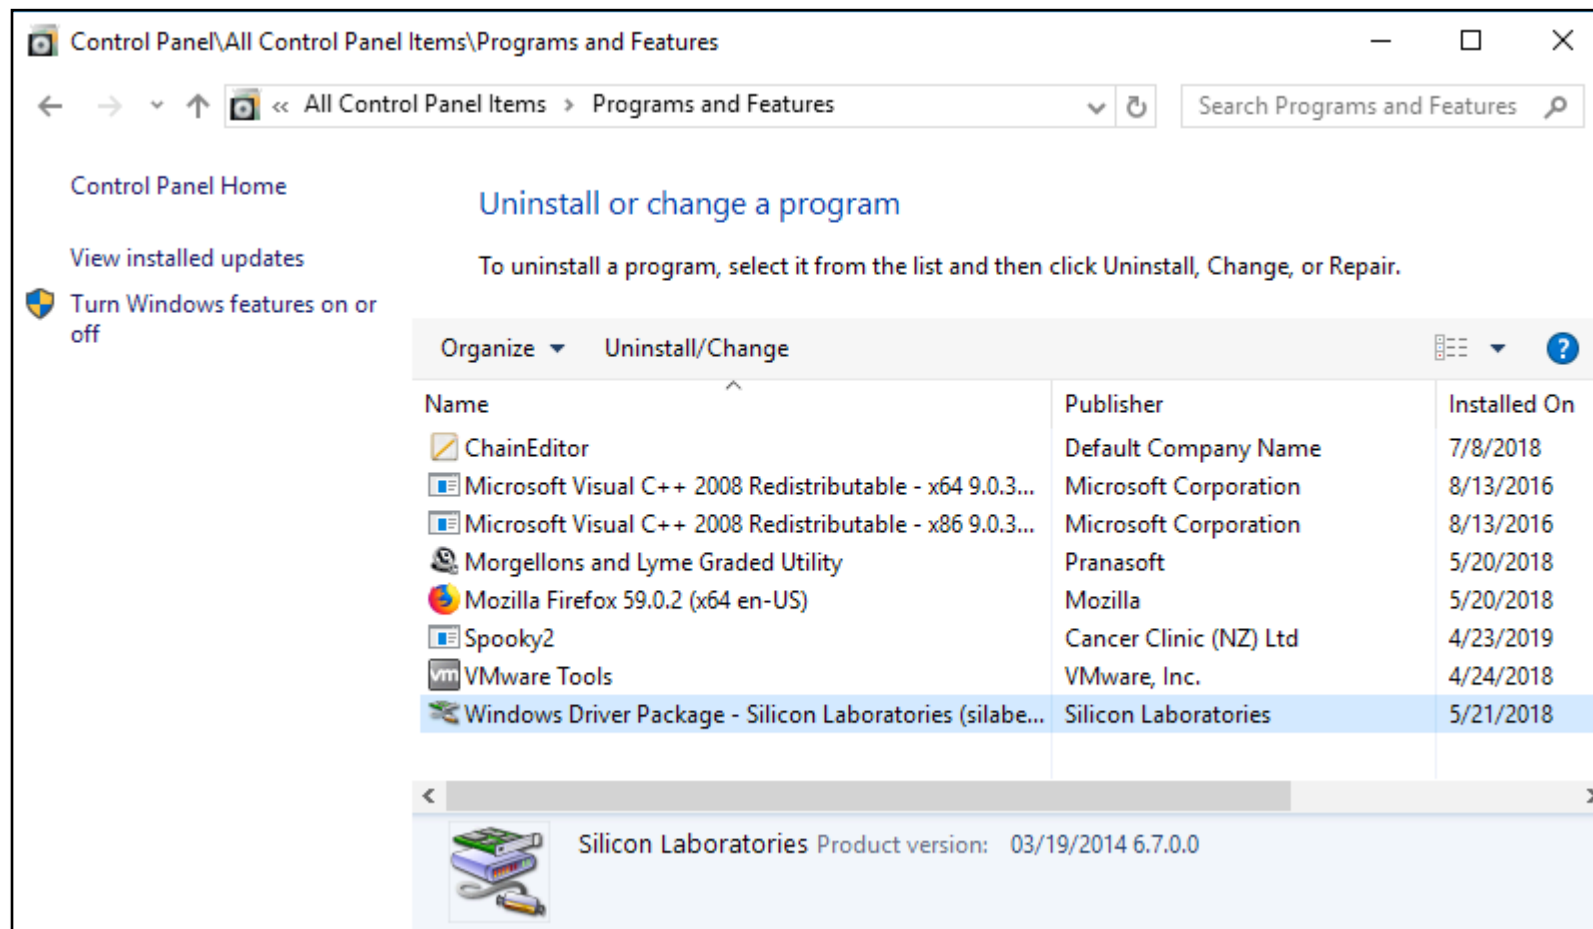 Control Panel\All Control Panel Items\Programs and Features
« All Control Panel Items > Programs and Features
Search Programs and Features
Control Panel Home
View installed updates
Turn Windows features on or
off
Uninstall or change a program
To uninstall a program, select it from the list and then click Uninstall, Change, or Repair.
Organize Uninstall/Change
Name Publisher Installed On
ChainEditor Default Company Name 7/8/2018
Microsoft Visual C++ 2008 Redistributable - x64 9.0.3... Microsoft Corporation 8/13/2016
Microsoft Visual C++ 2008 Redistributable - x86 9.0.3... Microsoft Corporation 8/13/2016
Morgellons and Lyme Graded Utility Pranasoft 5/20/2018
Mozilla Firefox 59.0.2 (x64 en-US) Mozilla 5/20/2018
Spooky2 Cancer Clinic (NZ) Ltd 4/23/2019
vm VMware Tools VMware, Inc. 4/24/2018
Windows Driver Package - Silicon Laboratories (silabe... Silicon Laboratories 5/21/2018
Silicon Laboratories Product version: 03/19/2014 6.7.0.0